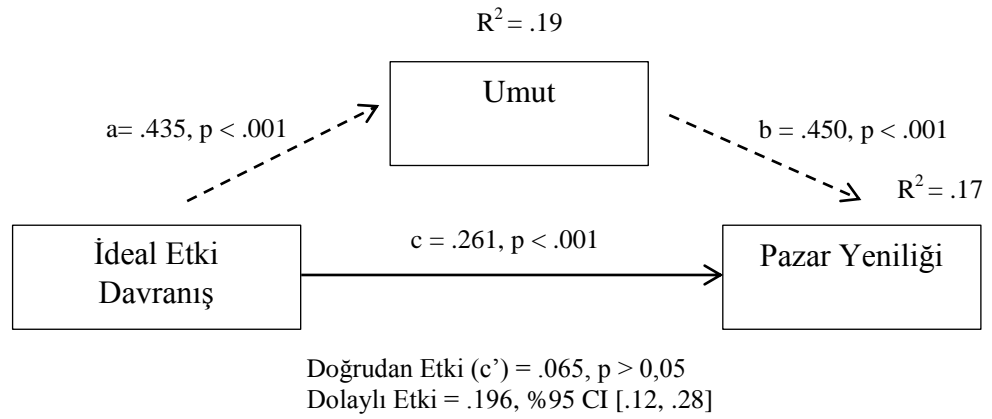 R² = .19
Umut
a= .435, p < .001
b = .450, p < .001
R² = .17
c = .261, p < .001
İdeal Etki
Davranış
Pazar Yeniliği
Doğrudan Etki (c’) = .065, p > 0,05
Dolaylı Etki = .196, %95 CI [.12, .28]